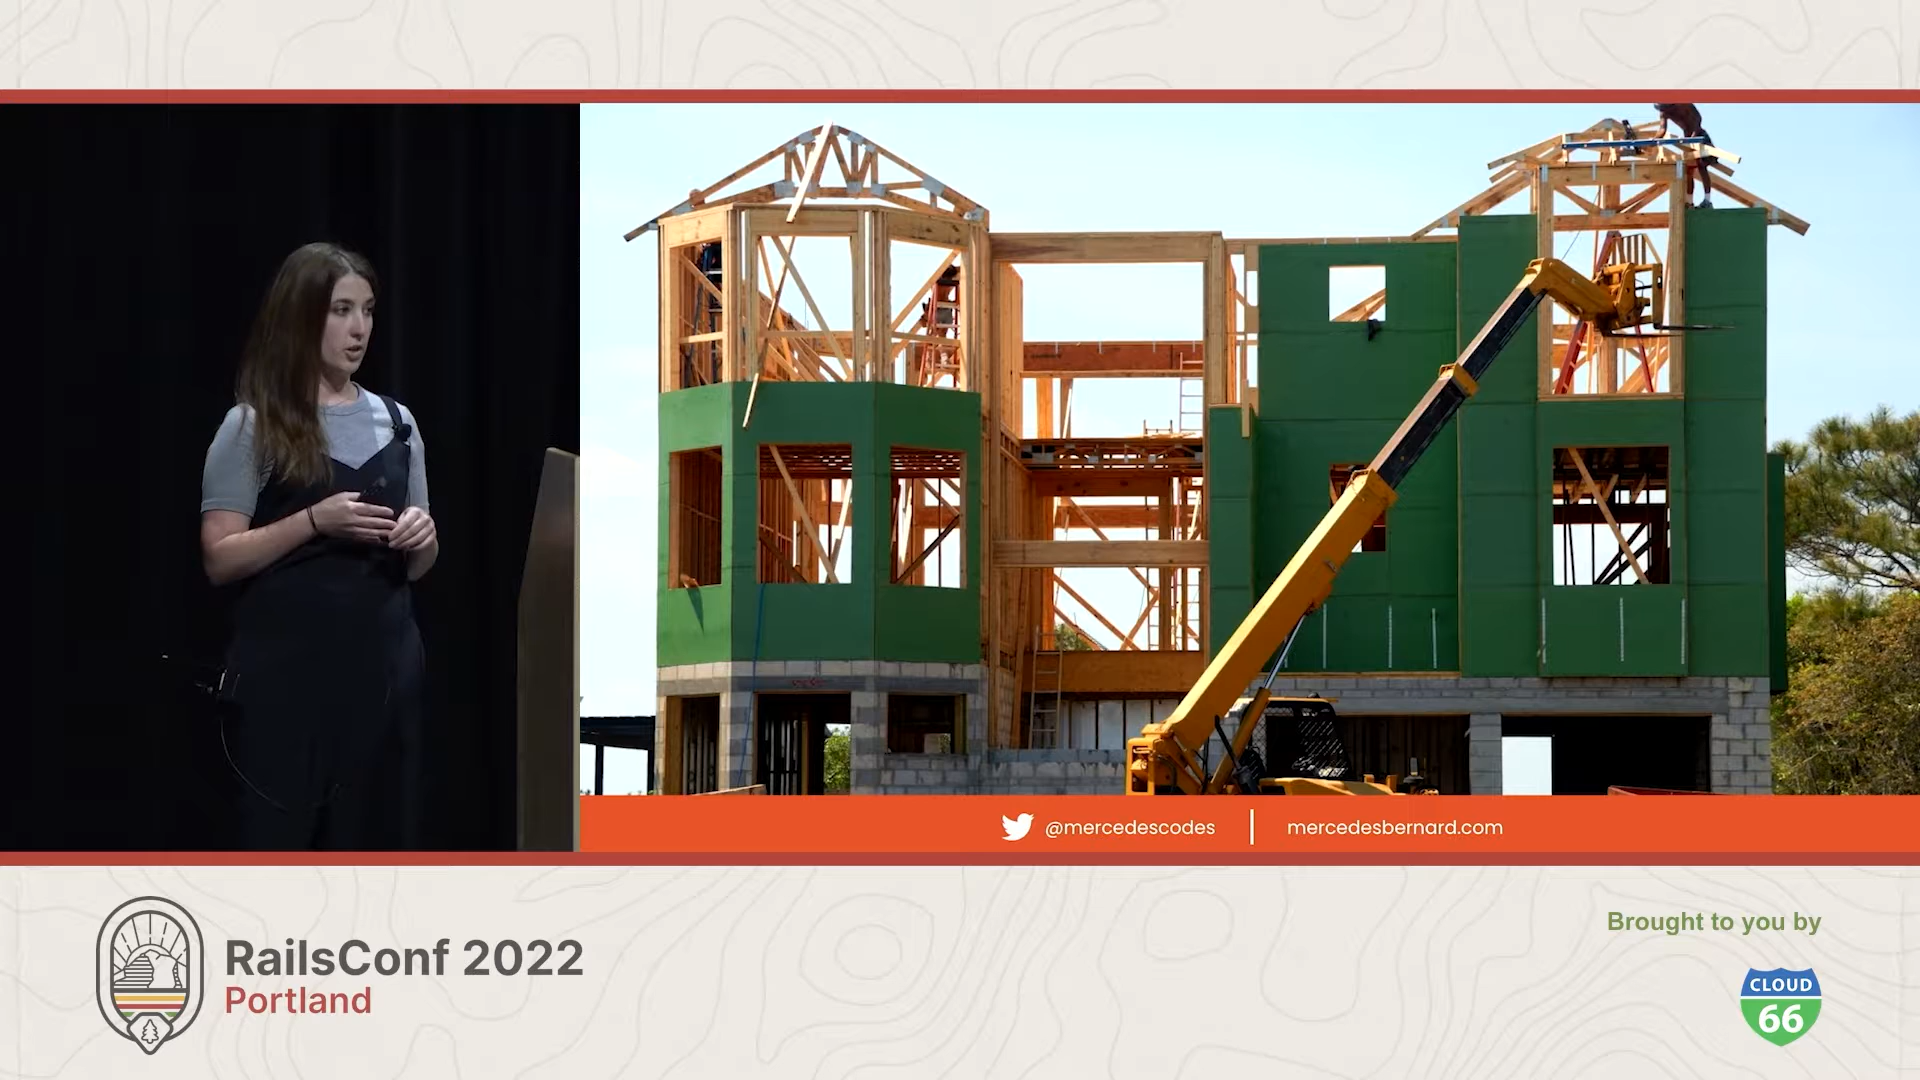 @mercedescodes
mercedesbernard.com
RailsConf 2022
Portland
Brought to you by
CLOUD
66